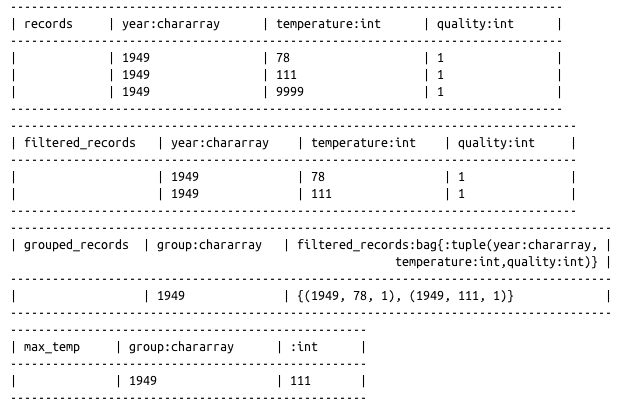 -------------------------------------------------------------------------------
| records | year:chararray | temperature:int | quality:int |
-------------------------------------------------------------------------------
| | 1949 | 78 | 1 |
| | 1949 | 111 | 1 |
| | 1949 | 9999 | 1 |
-------------------------------------------------------------------------------
---------------------------------------------------------------------------------
| filtered_records | year:chararray | temperature:int | quality:int |
---------------------------------------------------------------------------------
| | 1949 | 78 | 1 |
| | 1949 | 111 | 1 |
---------------------------------------------------------------------------------
--------------------------------------------------------------------------------------
| grouped_records | group:chararray | filtered_records:bag{:tuple(year:chararray, |
temperature:int,quality:int)} |
--------------------------------------------------------------------------------------
| | 1949 | {(1949, 78, 1), (1949, 111, 1)} |
--------------------------------------------------------------------------------------
---------------------------------------------------
| max_temp | group:chararray | :int |
---------------------------------------------------
| | 1949 | 111 |
---------------------------------------------------